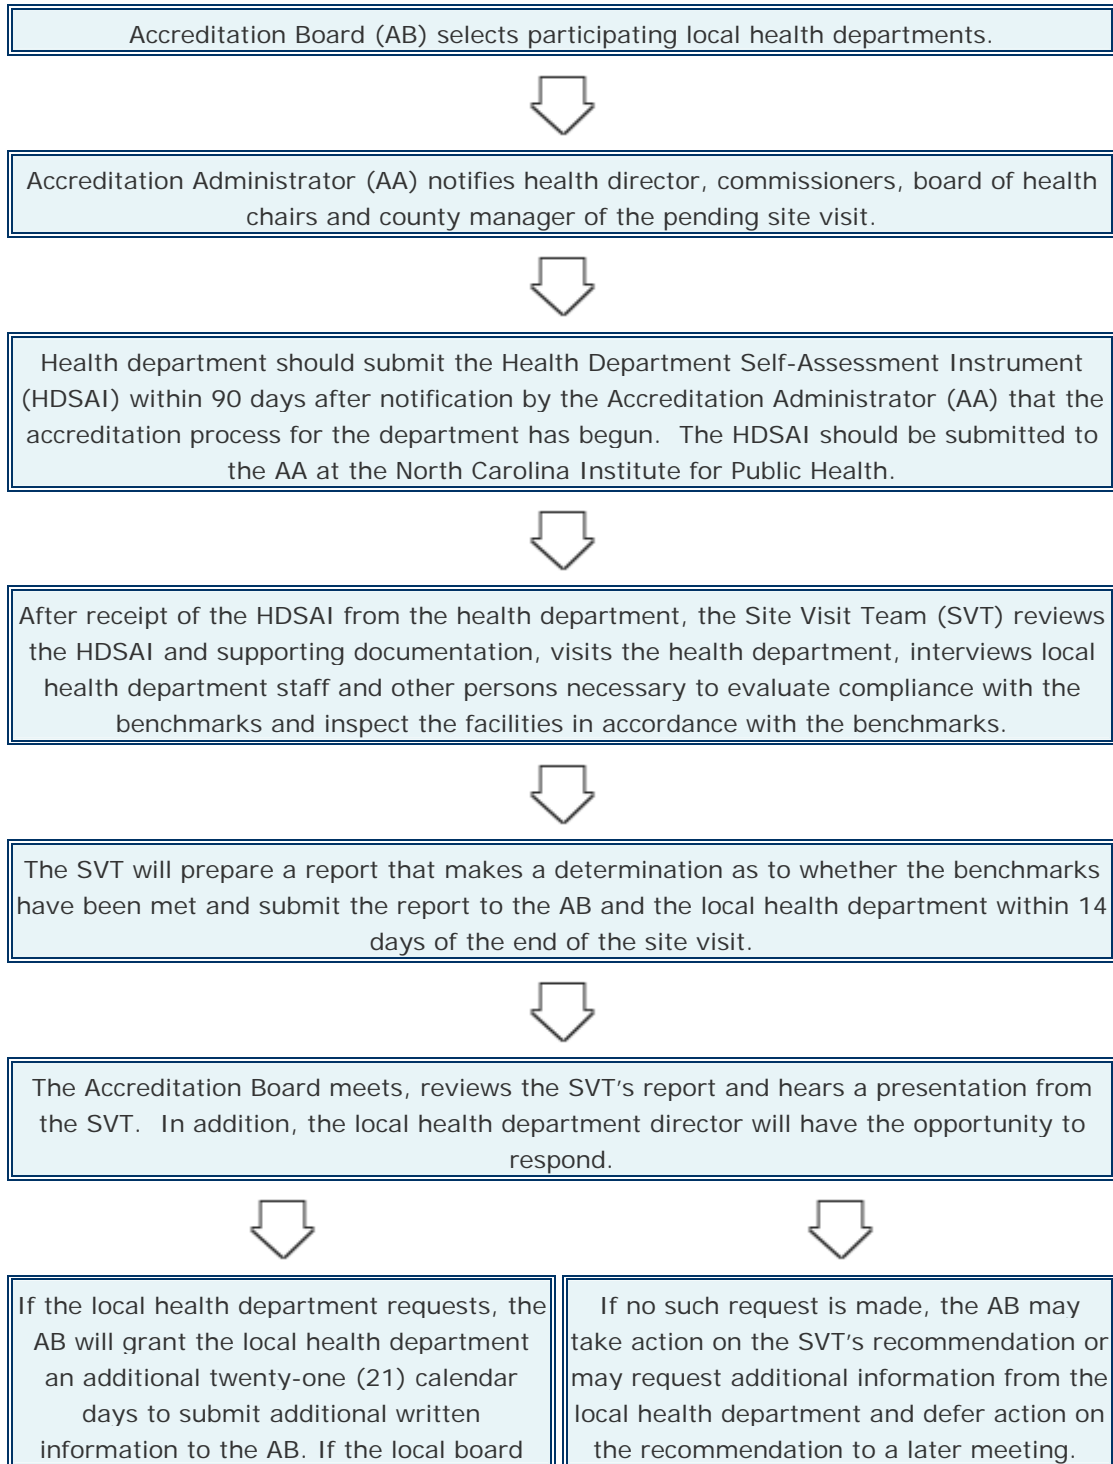 Accreditation Board (AB) selects participating local health departments.
Accreditation Administrator (AA) notifies health director, commissioners, board of health
chairs and county manager of the pending site visit.
Health department should submit the Health Department Self-Assessment Instrument
(HDSAI) within 90 days after notification by the Accreditation Administrator (AA) that the
accreditation process for the department has begun.  The HDSAI should be submitted to
the AA at the North Carolina Institute for Public Health.
After receipt of the HDSAI from the health department, the Site Visit Team (SVT) reviews
the HDSAI and supporting documentation, visits the health department, interviews local
health department staff and other persons necessary to evaluate compliance with the
benchmarks and inspect the facilities in accordance with the benchmarks.
The SVT will prepare a report that makes a determination as to whether the benchmarks
have been met and submit the report to the AB and the local health department within 14
days of the end of the site visit.
The Accreditation Board meets, reviews the SVT's report and hears a presentation from
the SVT.  In addition, the local health department director will have the opportunity to
respond.
If the local health department requests, the
AB will grant the local health department
an additional twenty-one (21) calendar
days to submit additional written
information to the AB. If the local board
If no such request is made, the AB may
take action on the SVT's recommendation or
may request additional information from the
local health department and defer action on
the recommendation to a later meeting.